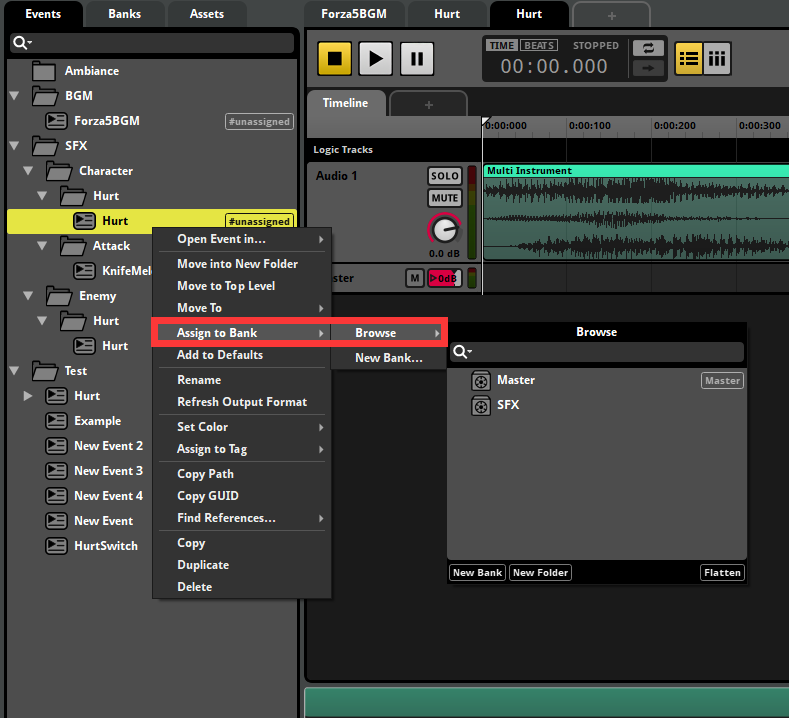 Events
Banks
Assets
Forza5BGM
Hurt
Hurt
+
TIME BEATS STOPPED
00:00.000
Ambiance
BGM
Forza5BGM #unassigned
SFX
Character
Hurt
Hurt #unassigned
Attack
KnifeMel
Enemy
Hurt
Hurt
Test
Hurt
Example
New Event 2
New Event 3
New Event 4
New Event
HurtSwitch
Timeline
+
0:00:000 0:00:100 0:00:200 0:00:300
Logic Tracks
Audio 1 SOLO
MUTE
0.0 dB
Multi Instrument
ster M 0dB
Open Event in...
Move into New Folder
Move to Top Level
Move To
Assign to Bank
Add to Defaults
Rename
Refresh Output Format
Set Color
Assign to Tag
Copy Path
Copy GUID
Find References...
Copy
Duplicate
Delete
Browse
New Bank...
Browse
Master Master
SFX
New Bank New Folder Flatten